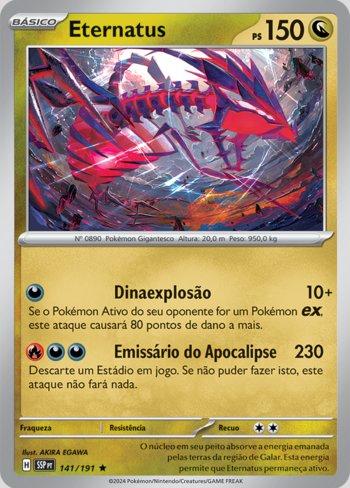 BÁSICO
Eternatus
PS 150
Nº 0890 Pokémon Gigantesco Altura: 20,0 m Peso: 950,0 kg
Dinaexplosão 10+
Se o Pokémon Ativo do seu oponente for um Pokémon ex,
este ataque causará 80 pontos de dano a mais.
Emissário do Apocalipse 230
Descarte um Estádio em jogo. Se não puder fazer isto, este
ataque não fará nada.
Fraqueza Resistência Recuo
Ilust. AKIRA EGAWA
H SSP PT 141/191 ★
O núcleo em seu peito absorve a energia emanada
pelas terras da região de Galar. Esta energia
permite que Eternatus permaneça ativo.
©2024 Pokémon/Nintendo/Creatures/GAME FREAK